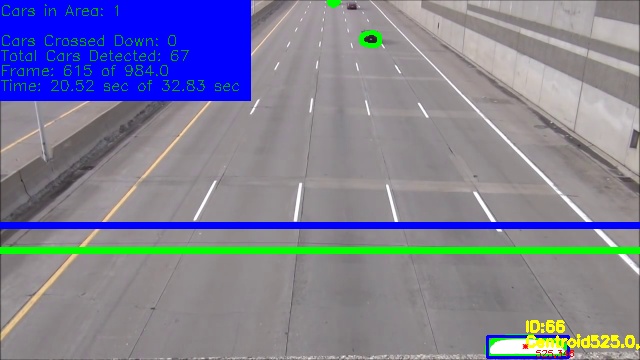 Cars in Area: 1
Cars Crossed Down: 0
Total Cars Detected: 67
Frame: 615 of 984.0
Time: 20.52 sec of 32.83 sec
ID:66
Centroid525.0,